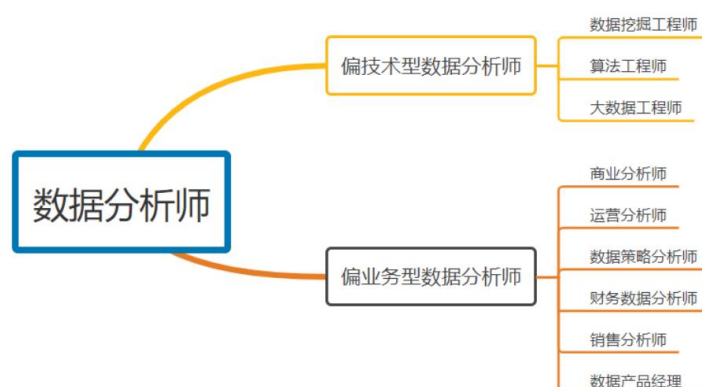 数据分析师
偏技术型数据分析师
数据挖掘工程师
算法工程师
大数据工程师
偏业务型数据分析师
商业分析师
运营分析师
数据策略分析师
财务数据分析师
销售分析师
数据产品经理